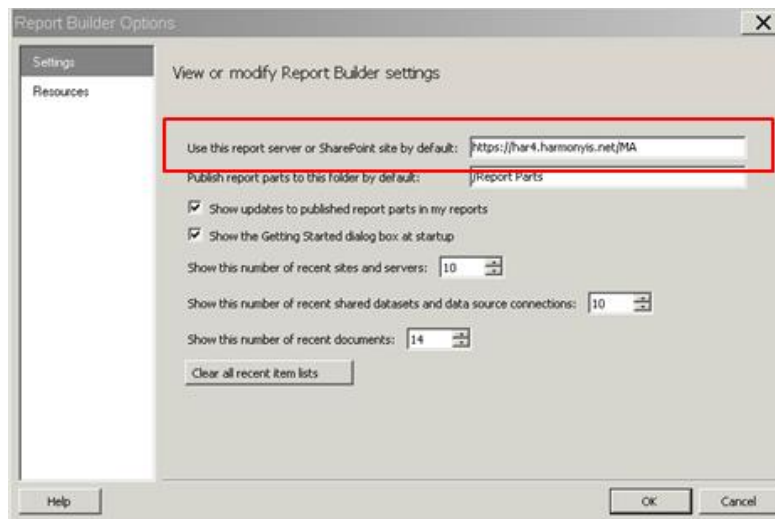 Report Builder Options
Settings
Resources
View or modify Report Builder settings
Use this report server or SharePoint site by default: https://har4.harmonyis.net/MA
Publish report parts to this folder by default: /Report Parts
Show updates to published report parts in my reports
Show the Getting Started dialog box at startup
Show this number of recent sites and servers: 10
Show this number of recent shared datasets and data source connections: 10
Show this number of recent documents: 14
Clear all recent item lists
Help OK Cancel